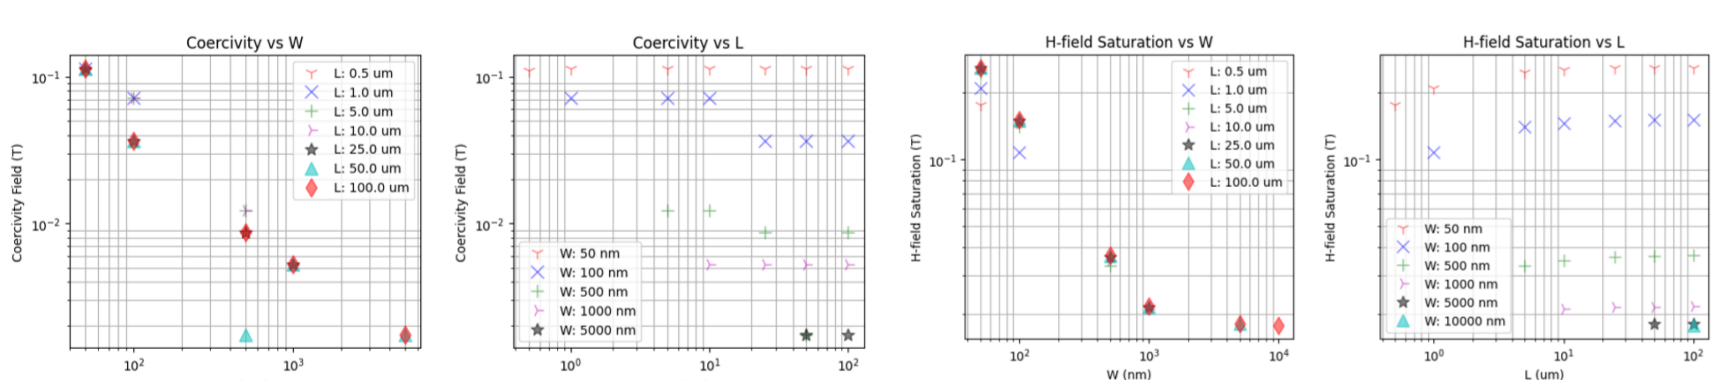 Coercivity vs W
Coercivity Field (T)
10⁻¹
10⁻²
10²
10³
L: 0.5 um
L: 1.0 um
L: 5.0 um
L: 10.0 um
L: 25.0 um
L: 50.0 um
L: 100.0 um
Coercivity vs L
Coercivity Field (T)
10⁻¹
10⁻²
10⁰
10¹
10²
W: 50 nm
W: 100 nm
W: 500 nm
W: 1000 nm
W: 5000 nm
H-field Saturation vs W
H-field Saturation (T)
10⁻¹
10²
10³
10⁴
W (nm)
L: 0.5 um
L: 1.0 um
L: 5.0 um
L: 10.0 um
L: 25.0 um
L: 50.0 um
L: 100.0 um
H-field Saturation vs L
H-field Saturation (T)
10⁻¹
10⁰
10¹
10²
L (um)
W: 50 nm
W: 100 nm
W: 500 nm
W: 1000 nm
W: 5000 nm
W: 10000 nm